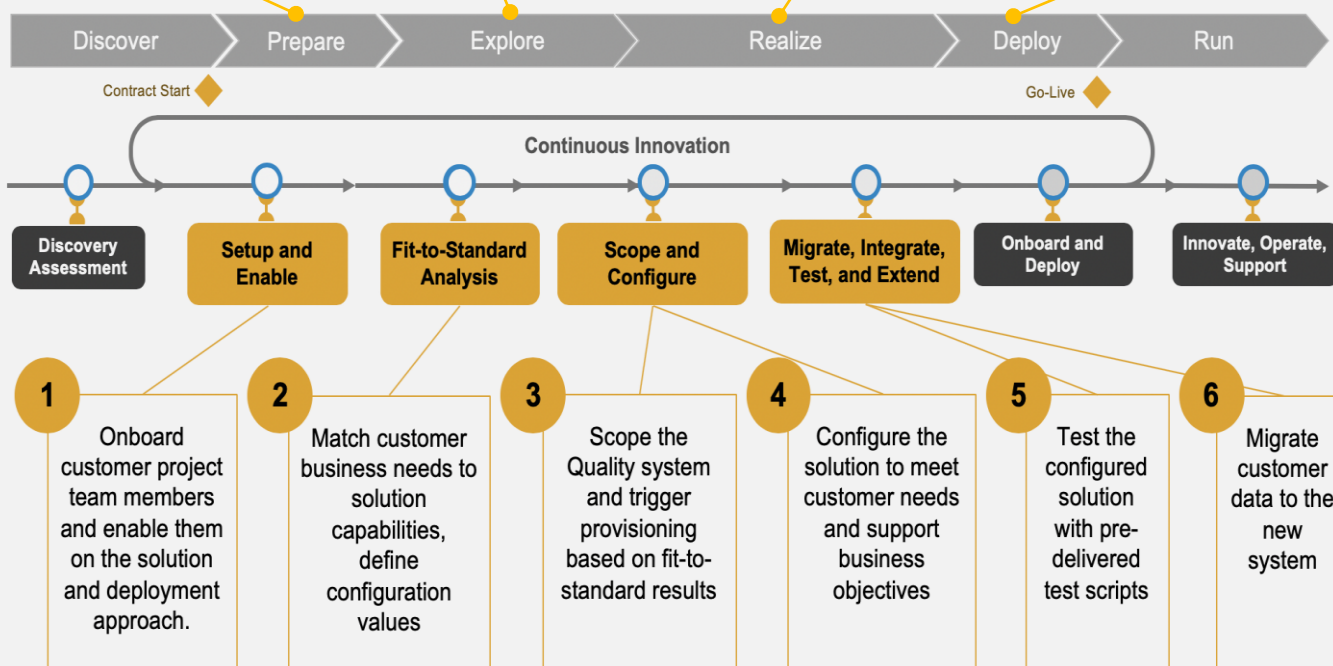 Discover
Prepare
Explore
Realize
Deploy
Run
Contract Start
Go-Live
Continuous Innovation
Discovery
Assessment
Setup and
Enable
Fit-to-Standard
Analysis
Scope and
Configure
Migrate, Integrate,
Test, and Extend
Onboard and
Deploy
Innovate, Operate,
Support
1
Onboard
customer project
team members
and enable them
on the solution
and deployment
approach.
2
Match customer
business needs to
solution
capabilities,
define
configuration
values
3
Scope the
Quality system
and trigger
provisioning
based on fit-to-
standard results
4
Configure the
solution to meet
customer needs
and support
business
objectives
5
Test the
configured
solution
with pre-
delivered
test scripts
6
Migrate
customer
data to the
new
system